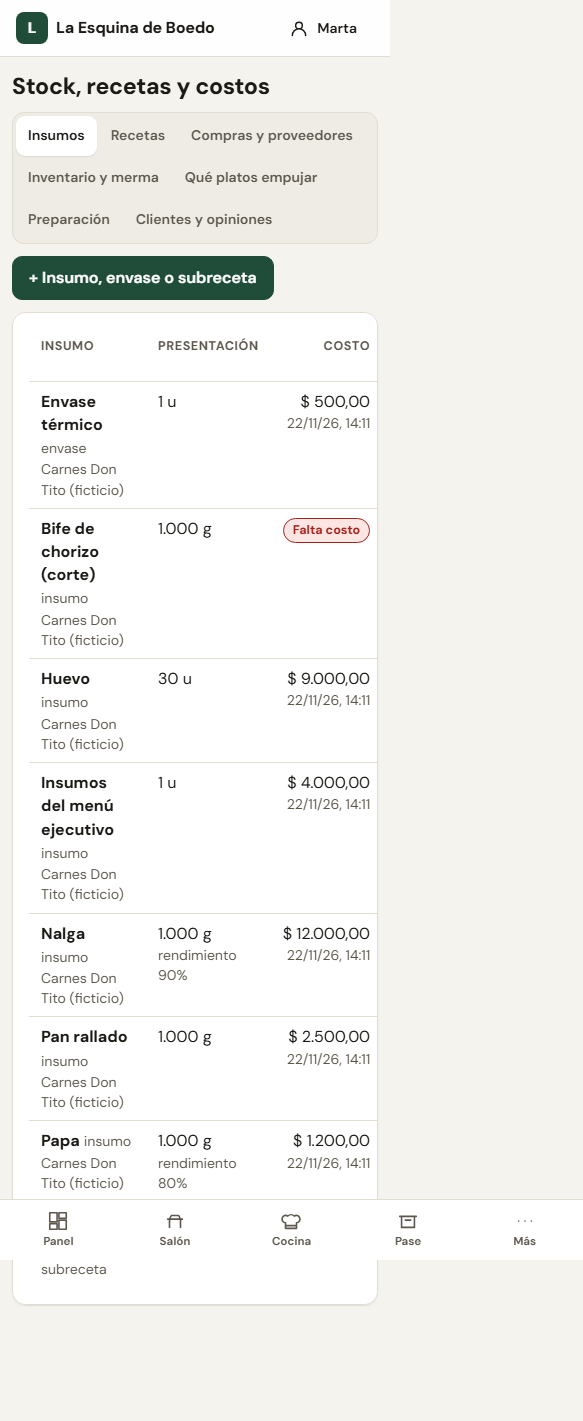 L La Esquina de Boedo Marta
Stock, recetas y costos
Insumos Recetas Compras y proveedores
Inventario y merma Qué platos empujar
Preparación Clientes y opiniones
+ Insumo, envase o subreceta
INSUMO PRESENTACIÓN COSTO
Envase 1 u $ 500,00
térmico 22/11/26, 14:11
envase
Carnes Don
Tito (ficticio)
Bife de 1.000 g Falta costo
chorizo
(corte)
insumo
Carnes Don
Tito (ficticio)
Huevo 30 u $ 9.000,00
insumo 22/11/26, 14:11
Carnes Don
Tito (ficticio)
Insumos 1 u $ 4.000,00
del menú 22/11/26, 14:11
ejecutivo
insumo
Carnes Don
Tito (ficticio)
Nalga 1.000 g $ 12.000,00
insumo rendimiento 22/11/26, 14:11
Carnes Don 90%
Tito (ficticio)
Pan rallado 1.000 g $ 2.500,00
insumo 22/11/26, 14:11
Carnes Don
Tito (ficticio)
Papa insumo 1.000 g $ 1.200,00
Carnes Don rendimiento 22/11/26, 14:11
Tito (ficticio) 80%
Panel Salón Cocina Pase Más
subreceta